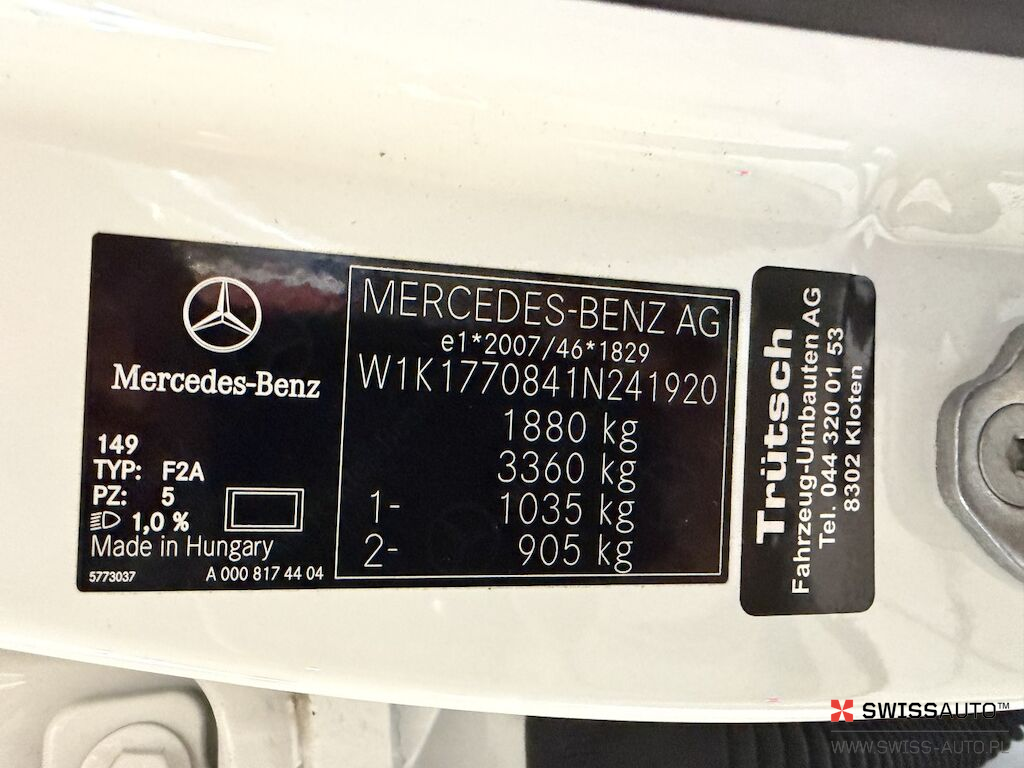 Mercedes-Benz
149
TYP: F2A
PZ: 5
1,0 %
Made in Hungary
5773037 A 000 817 44 04
MERCEDES-BENZ AG
e1*2007/46*1829
W1K1770841N241920
1880 kg
3360 kg
1- 1035 kg
2- 905 kg
Trütsch
Fahrzeug-Umbauten AG
Tel. 044 320 01 53
8302 Kloten
SWISSAUTO™
WWW.SWISS-AUTO.PL